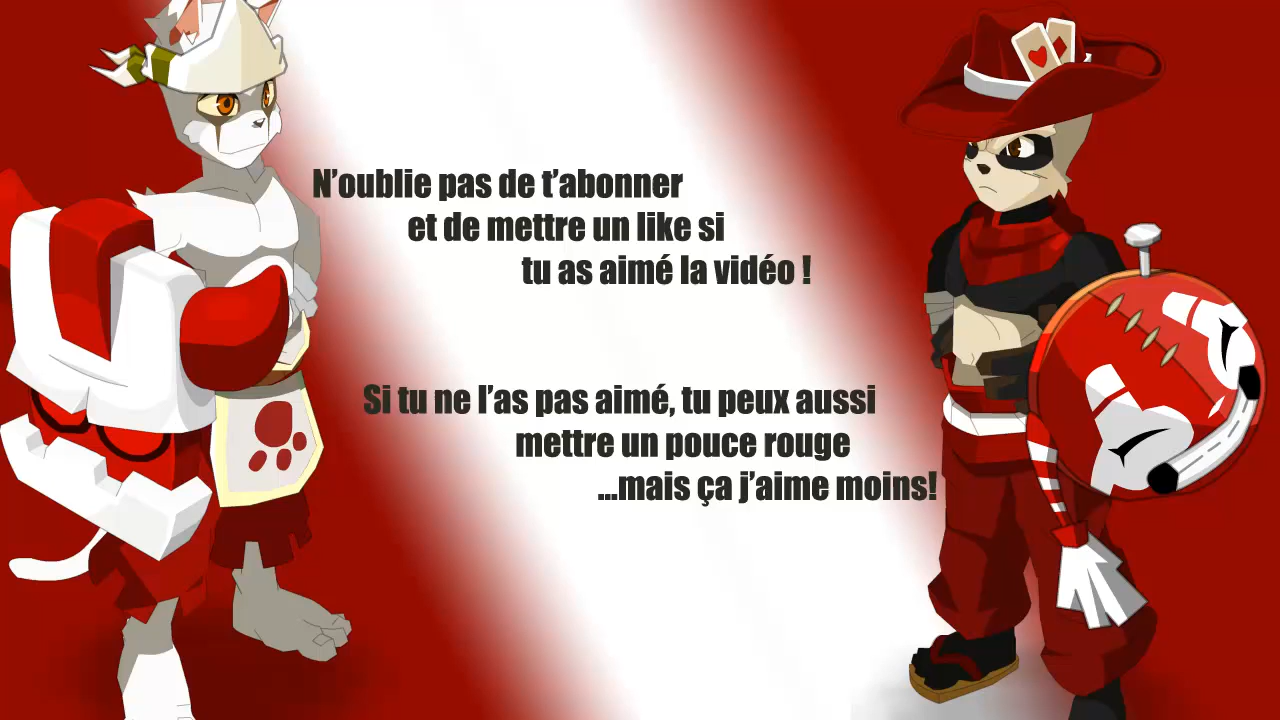 N’oublie pas de t’abonner
et de mettre un like si
tu as aimé la vidéo !
Si tu ne l’as pas aimé, tu peux aussi
mettre un pouce rouge
...mais ça j’aime moins!